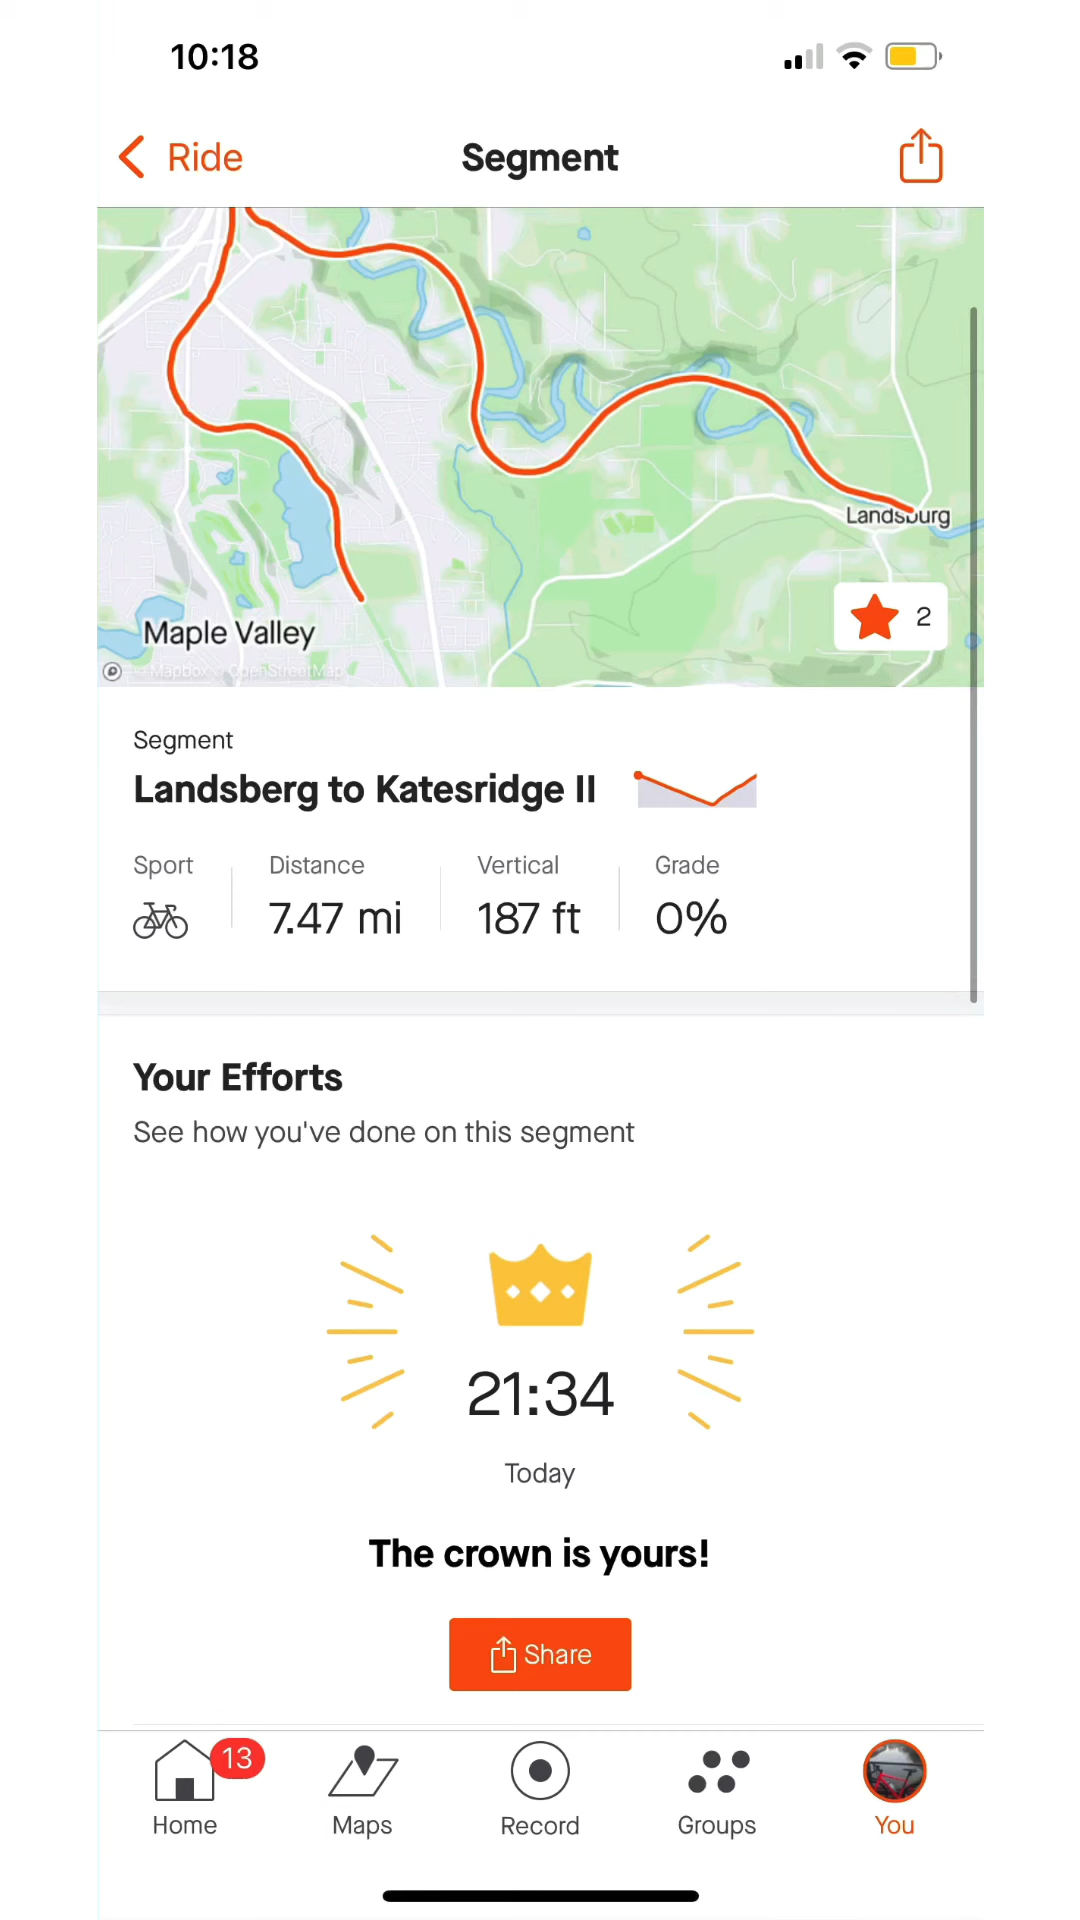 10:18
Ride
Segment
Landsburg
2
Maple Valley
Mapbox © OpenStreetMap
Segment
Landsberg to Katesridge II
Sport Distance Vertical Grade
7.47 mi 187 ft 0%
Your Efforts
See how you've done on this segment
21:34
Today
The crown is yours!
Share
13
Home Maps Record Groups You